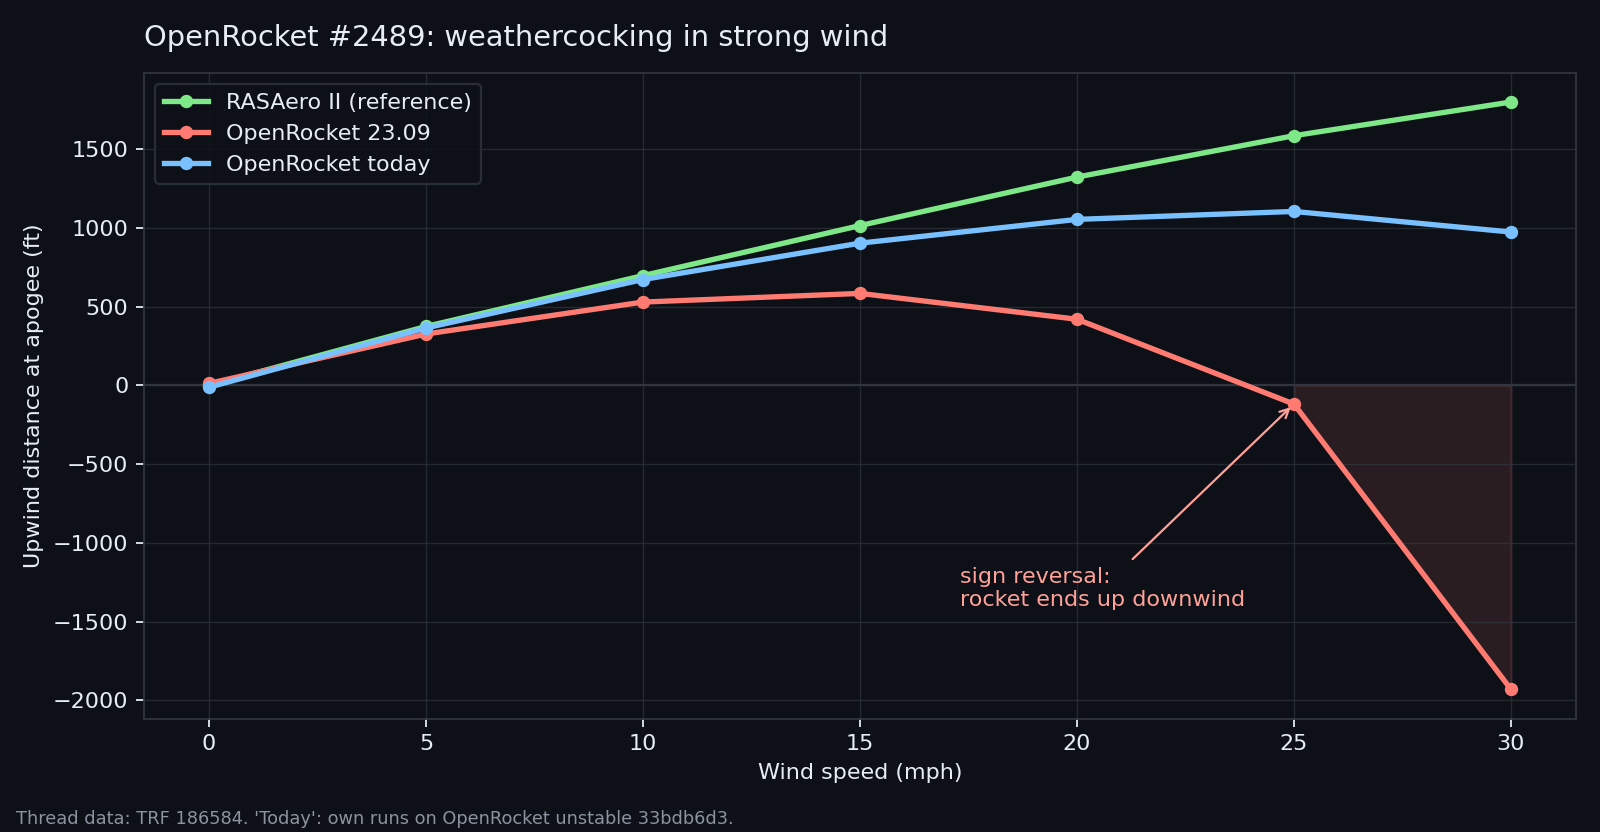 OpenRocket #2489: weathercocking in strong wind
RASAero II (reference)
OpenRocket 23.09
OpenRocket today
Upwind distance at apogee (ft)
1500
1000
500
0
−500
−1000
−1500
−2000
sign reversal:
rocket ends up downwind
0 5 10 15 20 25 30
Wind speed (mph)
Thread data: TRF 186584. 'Today': own runs on OpenRocket unstable 33bdb6d3.